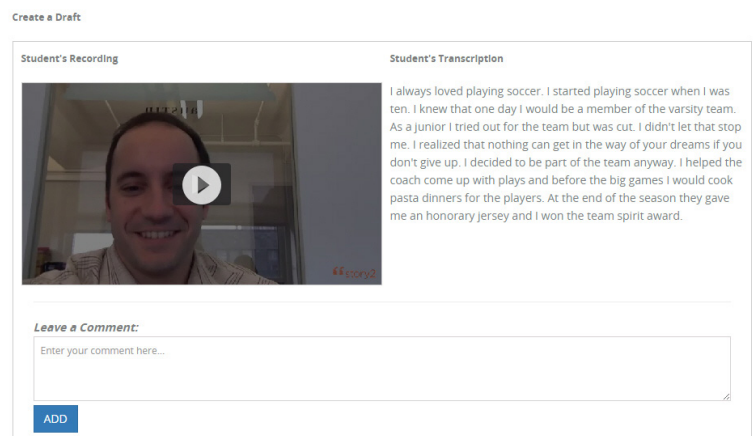 Create a Draft
Student's Recording
Student's Transcription
I always loved playing soccer. I started playing soccer when I was
ten. I knew that one day I would be a member of the varsity team.
As a junior I tried out for the team but was cut. I didn't let that stop
me. I realized that nothing can get in the way of your dreams if you
don't give up. I decided to be part of the team anyway. I helped the
coach come up with plays and before the big games I would cook
pasta dinners for the players. At the end of the season they gave
me an honorary jersey and I won the team spirit award.
story2
Leave a Comment:
Enter your comment here...
ADD